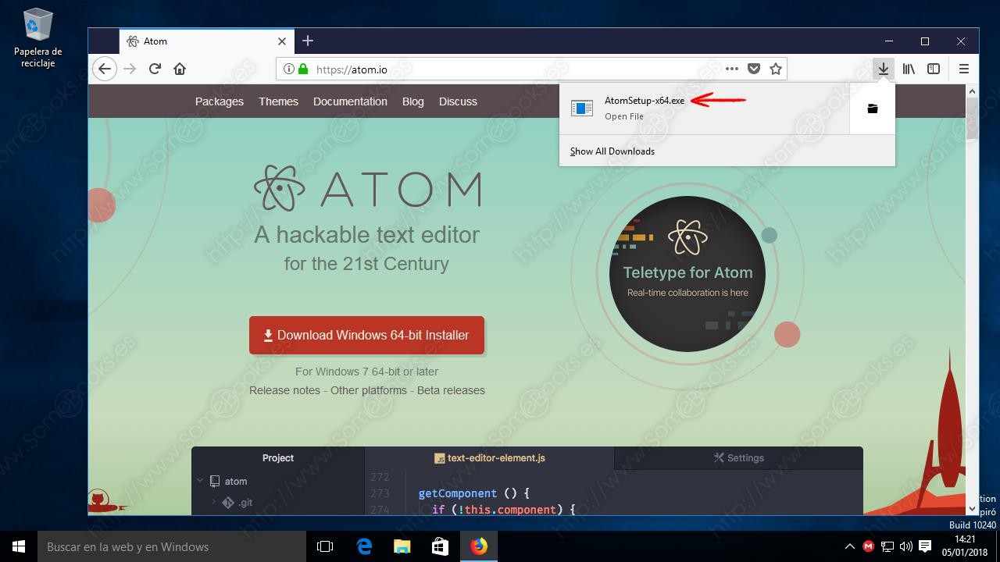 Papelera de
reciclaje
Atom
https://atom.io
Packages
Themes
Documentation
Blog
Discuss
AtomSetup-x64.exe
Open File
Show All Downloads
ATOM
A hackable text editor
for the 21st Century
Teletype for Atom
Real-time collaboration is here
Download Windows 64-bit Installer
For Windows 7 64-bit or later
Release notes - Other platforms - Beta releases
Project
text-editor-element.js
Settings
atom
.git
272
273 getComponent () {
274 if (!this.component) {
tion
piró
Build 10240
Buscar en la web y en Windows
14:21
05/01/2018
http://www.SomeBooks.es